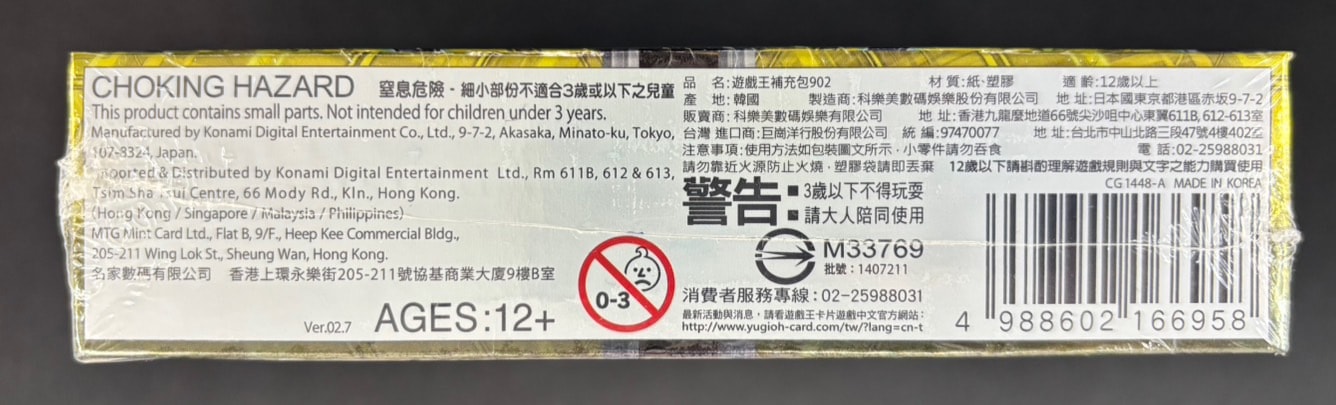 CHOKING HAZARD 窒息危險 - 細小部份不適合3歲或以下之兒童
This product contains small parts. Not intended for children under 3 years.
Manufactured by Konami Digital Entertainment Co., Ltd., 9-7-2, Akasaka, Minato-ku, Tokyo,
107-8324, Japan.
Imported & Distributed by Konami Digital Entertainment Ltd., Rm 611B, 612 & 613,
Tsim Sha Tsui Centre, 66 Mody Rd., Kln., Hong Kong.
(Hong Kong / Singapore / Malaysia / Philippines)
MTG Mint Card Ltd., Flat B, 9/F., Heep Kee Commercial Bldg.,
205-211 Wing Lok St., Sheung Wan, Hong Kong.
名家數碼有限公司 香港上環永樂街205-211號協基商業大廈9樓B室
Ver.02.7 AGES:12+
0-3
品 名:遊戲王補充包902 材 質:紙·塑膠 適 齡:12歲以上
產 地:韓國 製造商:科樂美數碼娛樂股份有限公司 地 址:日本國東京都港區赤坂9-7-2
販賣商:科樂美數碼娛樂有限公司 地 址:香港九龍麼地道66號尖沙咀中心東翼611B, 612-613室
台灣 進口商:巨崗洋行股份有限公司 統 編:97470077 地 址:台北市中山北路三段47號4樓402室
注意事項:使用方法如包裝圖文所示·小零件請勿吞食 電 話:02-25988031
請勿靠近火源防止火燒·塑膠袋請即丟棄 12歲以下請斟酌理解遊戲規則與文字之能力購買使用
CG1448-A MADE IN KOREA
警告:3歲以下不得玩耍
請大人陪同使用
M33769
批號:1407211
消費者服務專線:02-25988031
最新活動與消息,請看遊戲王卡片遊戲中文官方網站:
http://www.yugioh-card.com/tw/?lang=cn-t
4 988602 166958